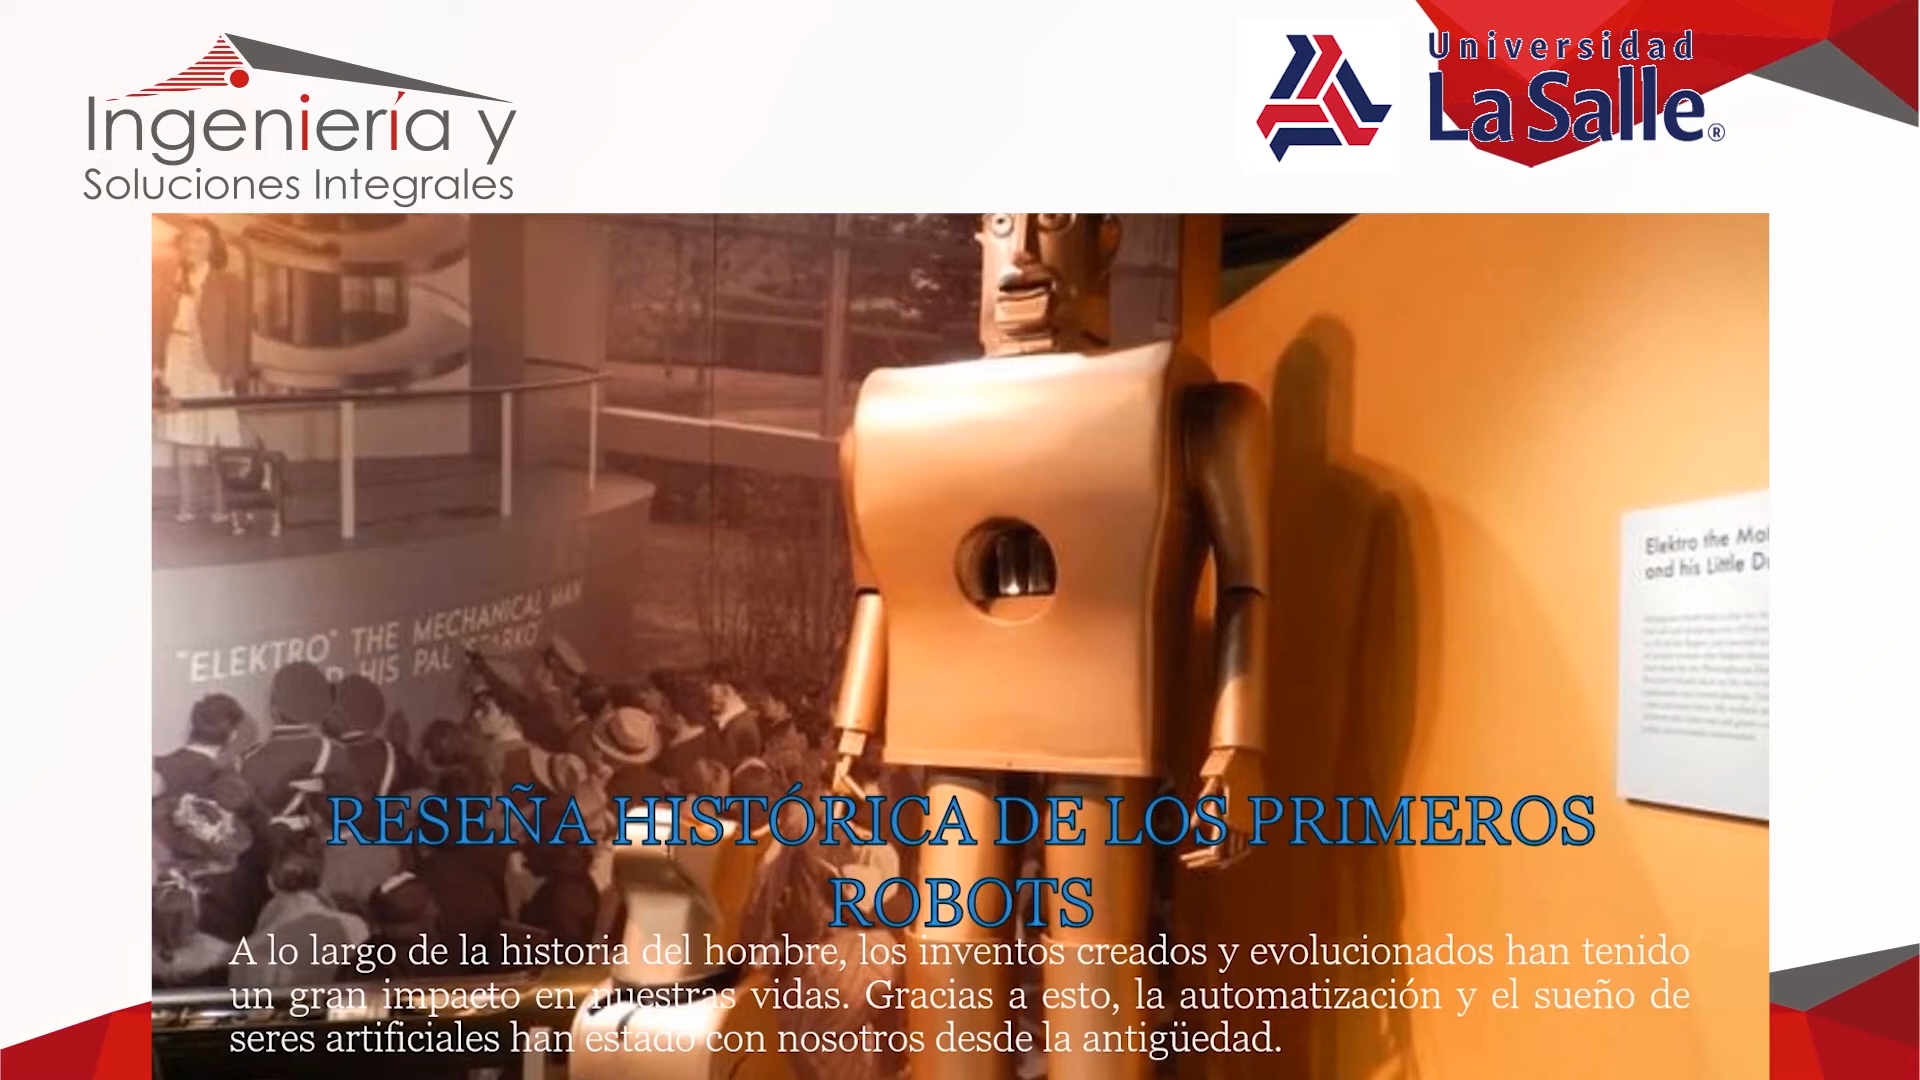 Ingeniería y
Soluciones Integrales
Universidad
La Salle®
"ELEKTRO" THE MECHANICAL MAN
HIS PAL
Elektro the
and his Little
RESEÑA HISTÓRICA DE LOS PRIMEROS
ROBOTS
A lo largo de la historia del hombre, los inventos creados y evolucionados han tenido
un gran impacto en nuestras vidas. Gracias a esto, la automatización y el sueño de
seres artificiales han estado con nosotros desde la antigüedad.